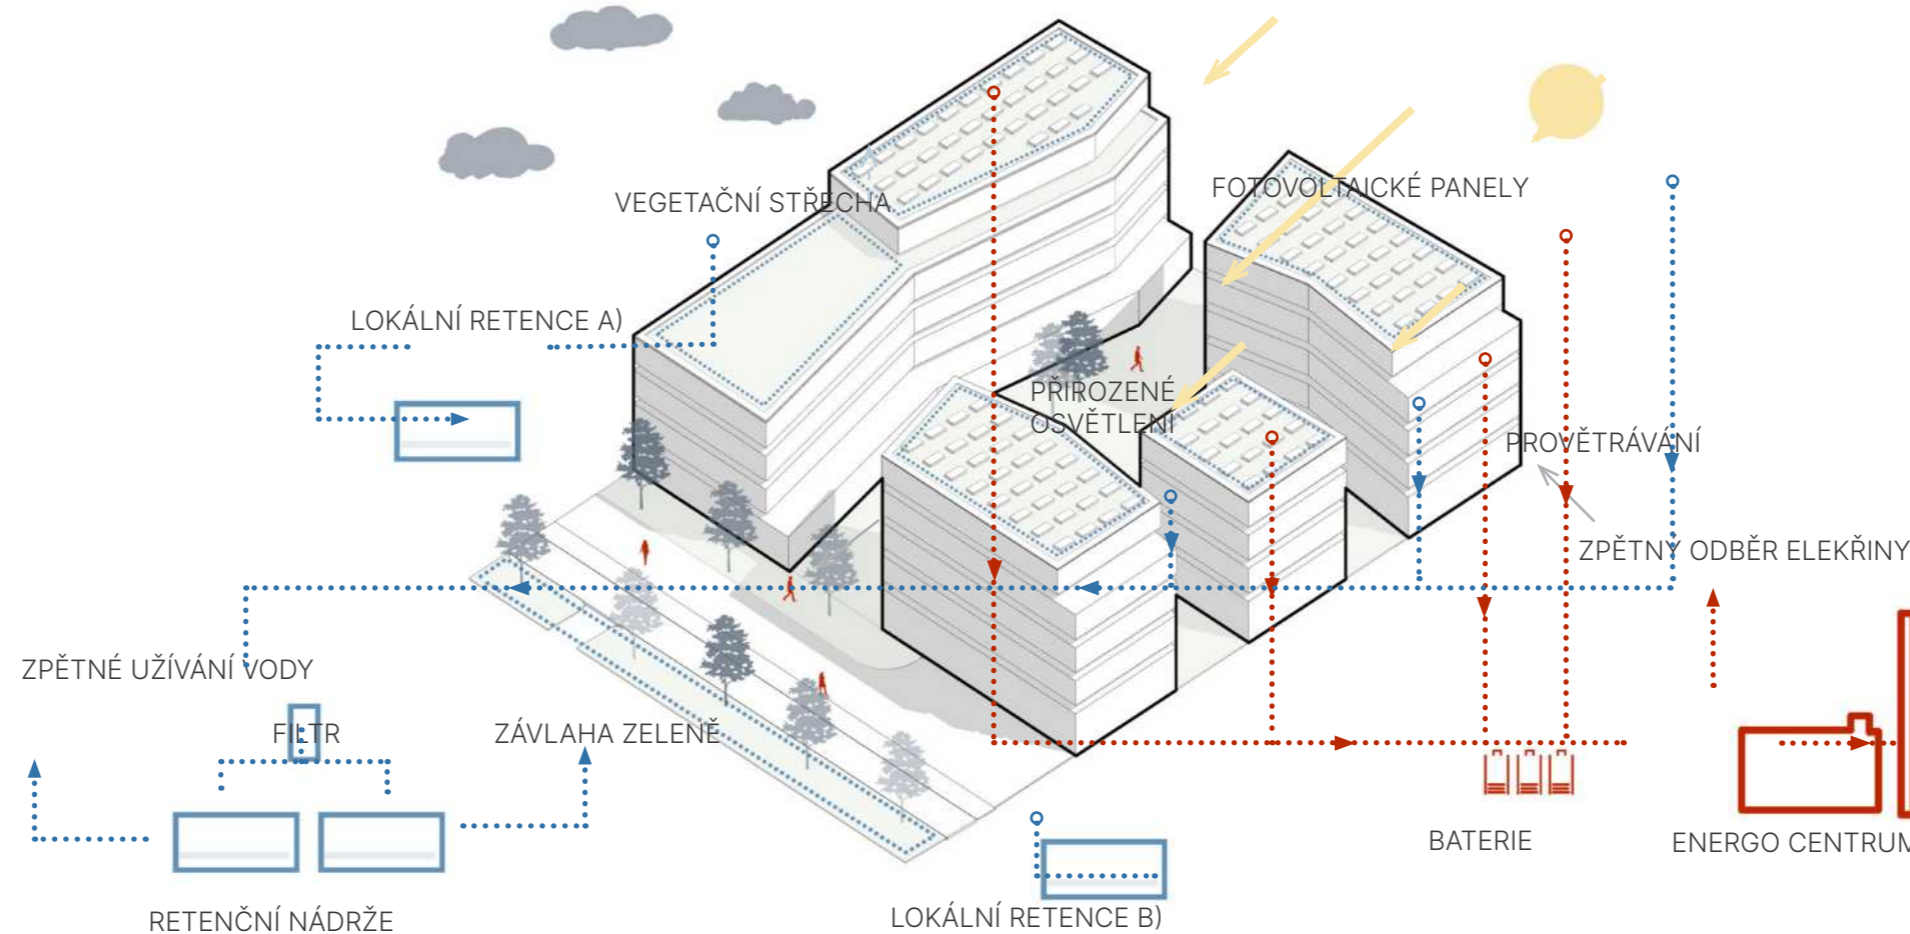 VEGETAČNÍ STŘECHA
FOTOVOLTAICKÉ PANELY
LOKÁLNÍ RETENCE A)
PŘIROZENÉ
OSVĚTLENÍ
PROVĚTRÁVÁNÍ
ZPĚTNÝ ODBĚR ELEKŘINY
ZPĚTNÉ UŽÍVÁNÍ VODY
FILTR
ZÁVLAHA ZELENĚ
BATERIE
ENERGO CENTRUM
RETENČNÍ NÁDRŽE
LOKÁLNÍ RETENCE B)